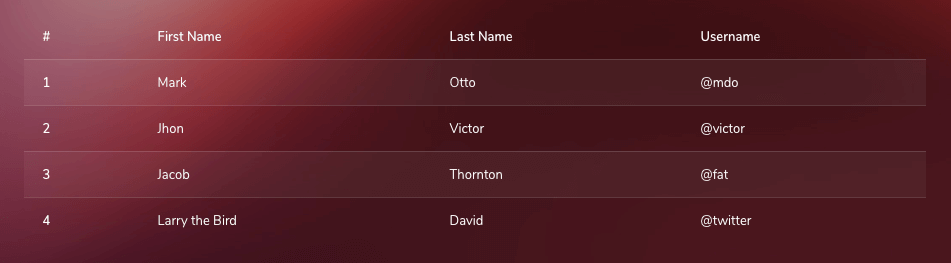 # First Name Last Name Username
1 Mark Otto @mdo
2 Jhon Victor @victor
3 Jacob Thornton @fat
4 Larry the Bird David @twitter